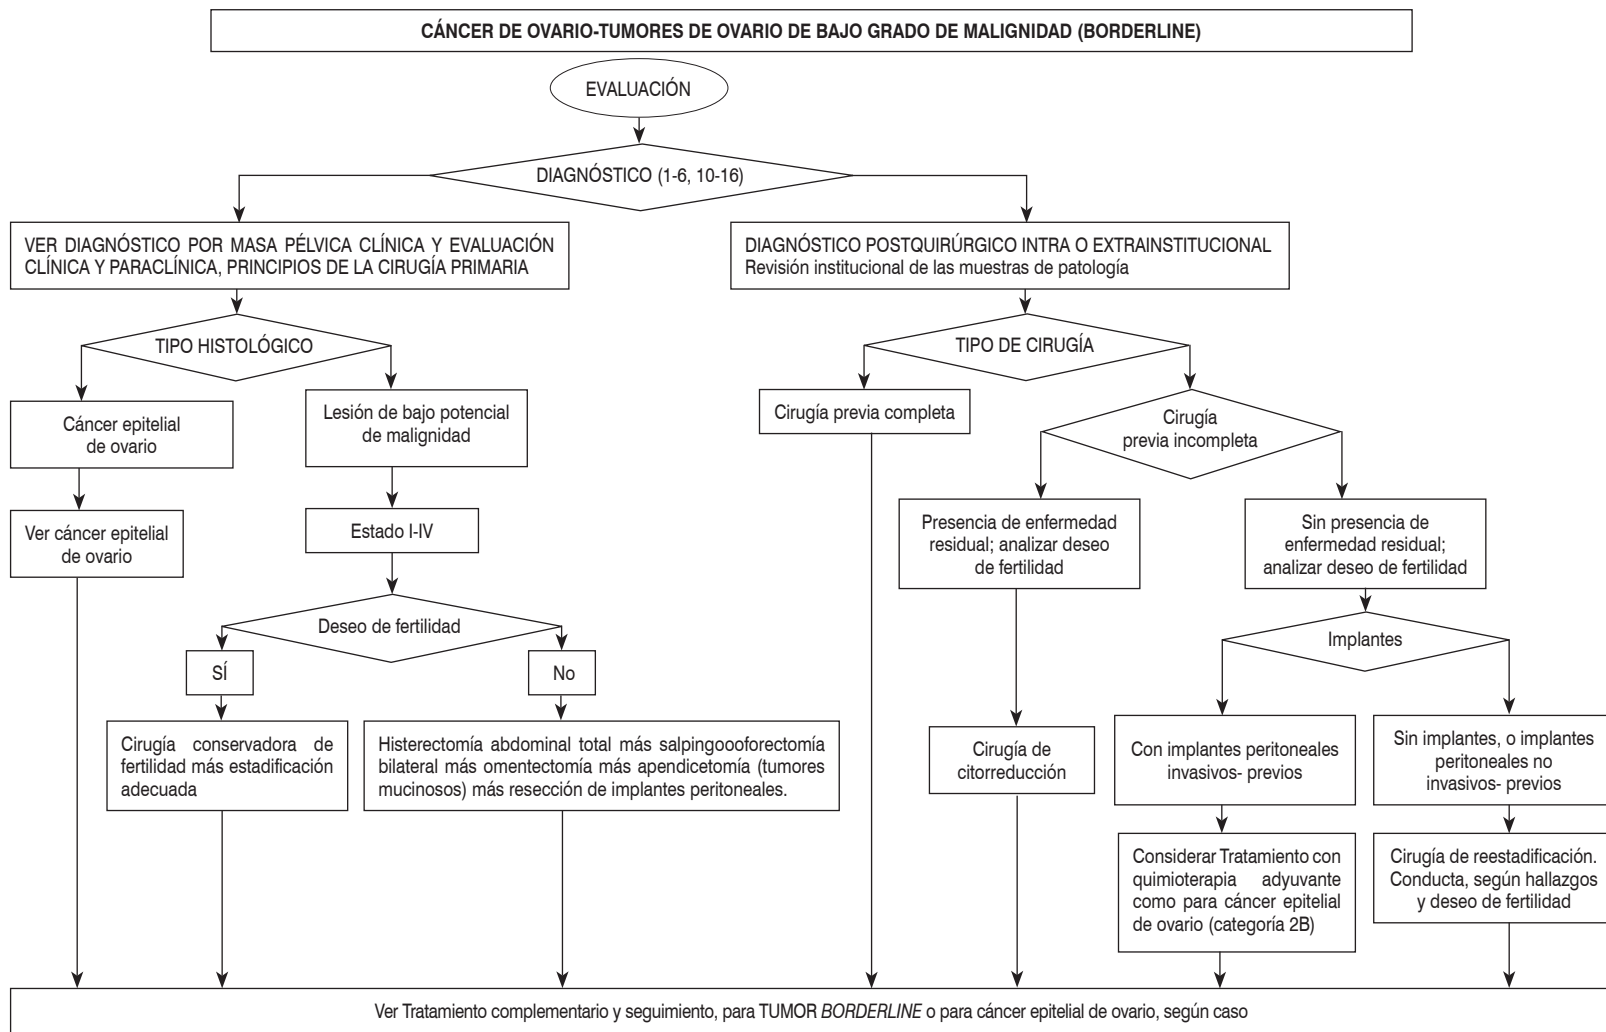 CÁNCER DE OVARIO-TUMORES DE OVARIO DE BAJO GRADO DE MALIGNIDAD (BORDERLINE)
EVALUACIÓN
DIAGNÓSTICO (1-6, 10-16)
VER DIAGNÓSTICO POR MASA PÉLVICA CLÍNICA Y EVALUACIÓN
CLÍNICA Y PARACLÍNICA, PRINCIPIOS DE LA CIRUGÍA PRIMARIA
TIPO HISTOLÓGICO
Cáncer epitelial
de ovario
Ver cáncer epitelial
de ovario
Lesión de bajo potencial
de malignidad
Estado I-IV
Deseo de fertilidad
SÍ
No
Cirugía conservadora de
fertilidad más estadificación
adecuada
Histerectomía abdominal total más salpingoooforectomía
bilateral más omentectomía más apendicetomía (tumores
mucinosos) más resección de implantes peritoneales.
DIAGNÓSTICO POSTQUIRÚRGICO INTRA O EXTRAINSTITUCIONAL
Revisión institucional de las muestras de patología
TIPO DE CIRUGÍA
Cirugía previa completa
Cirugía
previa incompleta
Presencia de enfermedad
residual; analizar deseo
de fertilidad
Sin presencia de
enfermedad residual;
analizar deseo de fertilidad
Implantes
Cirugía de
citorreducción
Con implantes peritoneales
invasivos- previos
Sin implantes, o implantes
peritoneales no
invasivos- previos
Considerar Tratamiento con
quimioterapia adyuvante
como para cáncer epitelial
de ovario (categoría 2B)
Cirugía de reestadificación.
Conducta, según hallazgos
y deseo de fertilidad
Ver Tratamiento complementario y seguimiento, para TUMOR BORDERLINE o para cáncer epitelial de ovario, según caso